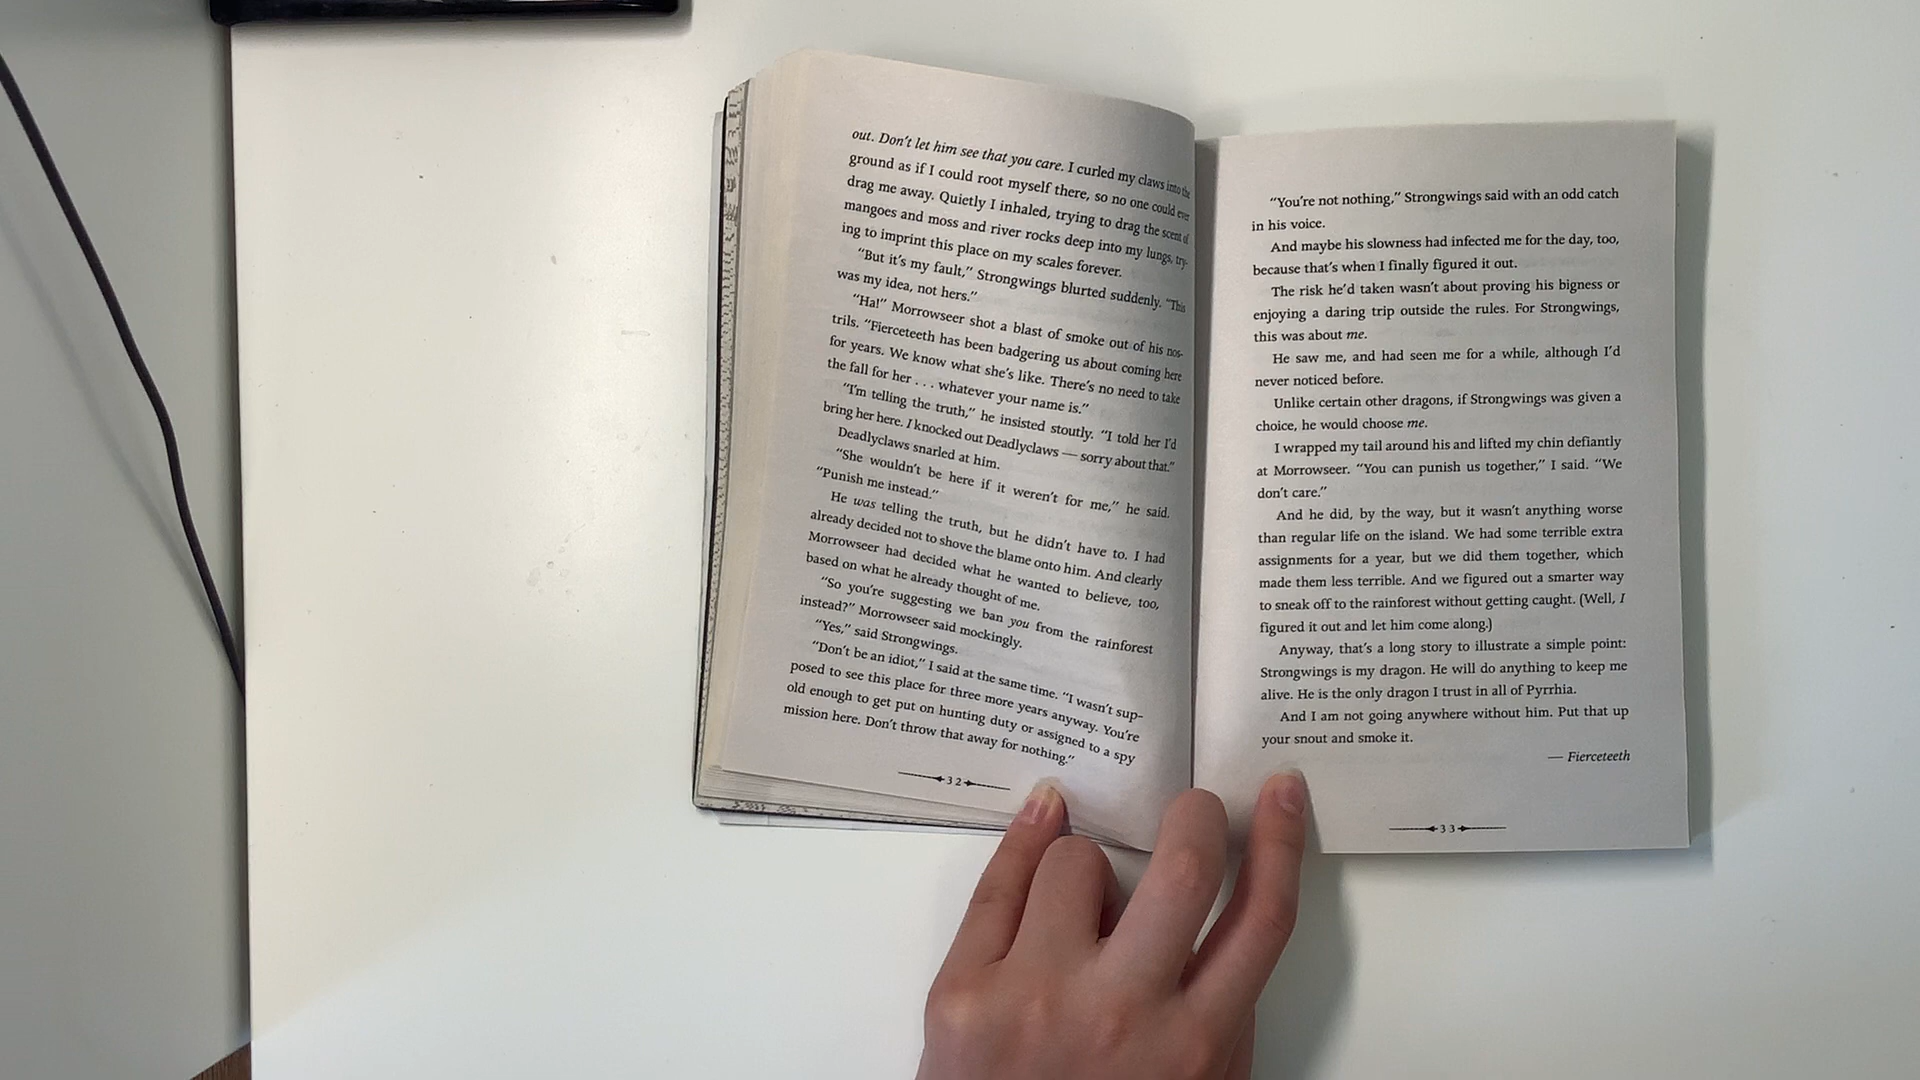 out. Don't let him see that you care. I curled my claws into the
ground as if I could root myself there, so no one could ever
drag me away. Quietly I inhaled, trying to drag the scent of
mangoes and moss and river rocks deep into my lungs, try-
ing to imprint this place on my scales forever.
"But it's my fault," Strongwings blurted suddenly. "This
was my idea, not hers."
"Ha!" Morrowseer shot a blast of smoke out of his nos-
trils. "Fierceteeth has been badgering us about coming here
for years. We know what she's like. There's no need to take
the fall for her . . . whatever your name is."
"I'm telling the truth," he insisted stoutly. "I told her I'd
bring her here. I knocked out Deadlyclaws — sorry about that."
Deadlyclaws snarled at him.
"She wouldn't be here if it weren't for me," he said.
"Punish me instead."
He was telling the truth, but he didn't have to. I had
already decided not to shove the blame onto him. And clearly
Morrowseer had decided what he wanted to believe, too,
based on what he already thought of me.
"So you're suggesting we ban you from the rainforest
instead?" Morrowseer said mockingly.
"Yes," said Strongwings.
"Don't be an idiot," I said at the same time. "I wasn't sup-
posed to see this place for three more years anyway. You're
old enough to get put on hunting duty or assigned to a spy
mission here. Don't throw that away for nothing."
32
"You're not nothing," Strongwings said with an odd catch
in his voice.
And maybe his slowness had infected me for the day, too,
because that's when I finally figured it out.
The risk he'd taken wasn't about proving his bigness or
enjoying a daring trip outside the rules. For Strongwings,
this was about me.
He saw me, and had seen me for a while, although I'd
never noticed before.
Unlike certain other dragons, if Strongwings was given a
choice, he would choose me.
I wrapped my tail around his and lifted my chin defiantly
at Morrowseer. "You can punish us together," I said. "We
don't care."
And he did, by the way, but it wasn't anything worse
than regular life on the island. We had some terrible extra
assignments for a year, but we did them together, which
made them less terrible. And we figured out a smarter way
to sneak off to the rainforest without getting caught. (Well, I
figured it out and let him come along.)
Anyway, that's a long story to illustrate a simple point:
Strongwings is my dragon. He will do anything to keep me
alive. He is the only dragon I trust in all of Pyrrhia.
And I am not going anywhere without him. Put that up
your snout and smoke it.
— Fierceteeth
33